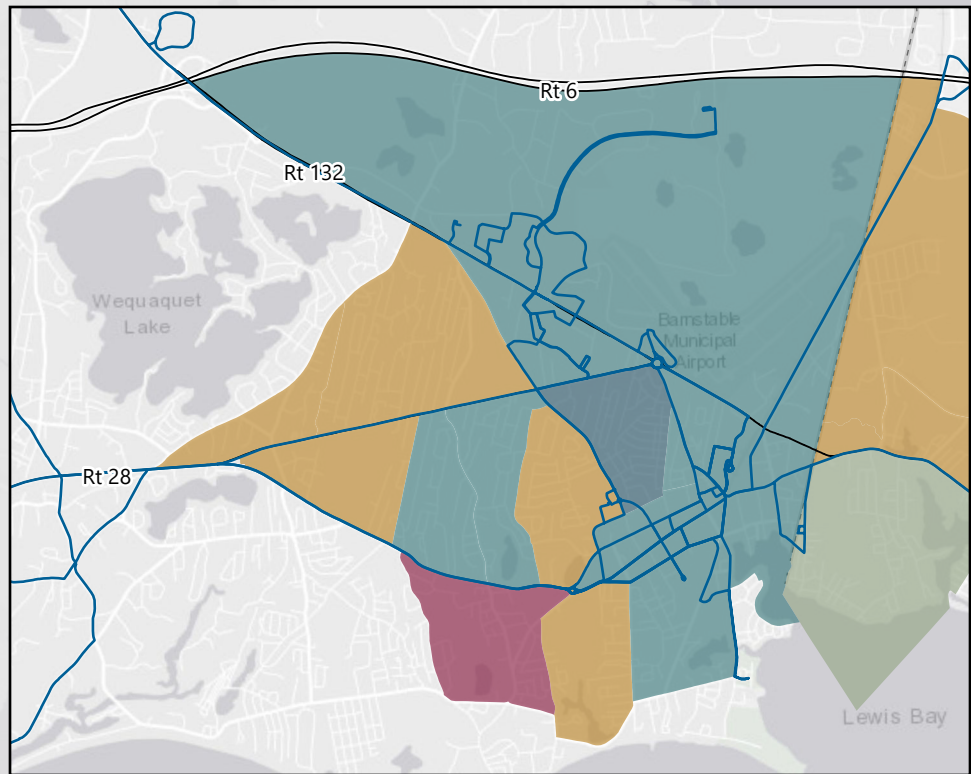 Rt 6
Rt 132
Wequaquet
Lake
Barnstable
Municipal
Airport
Rt 28
Lewis Bay